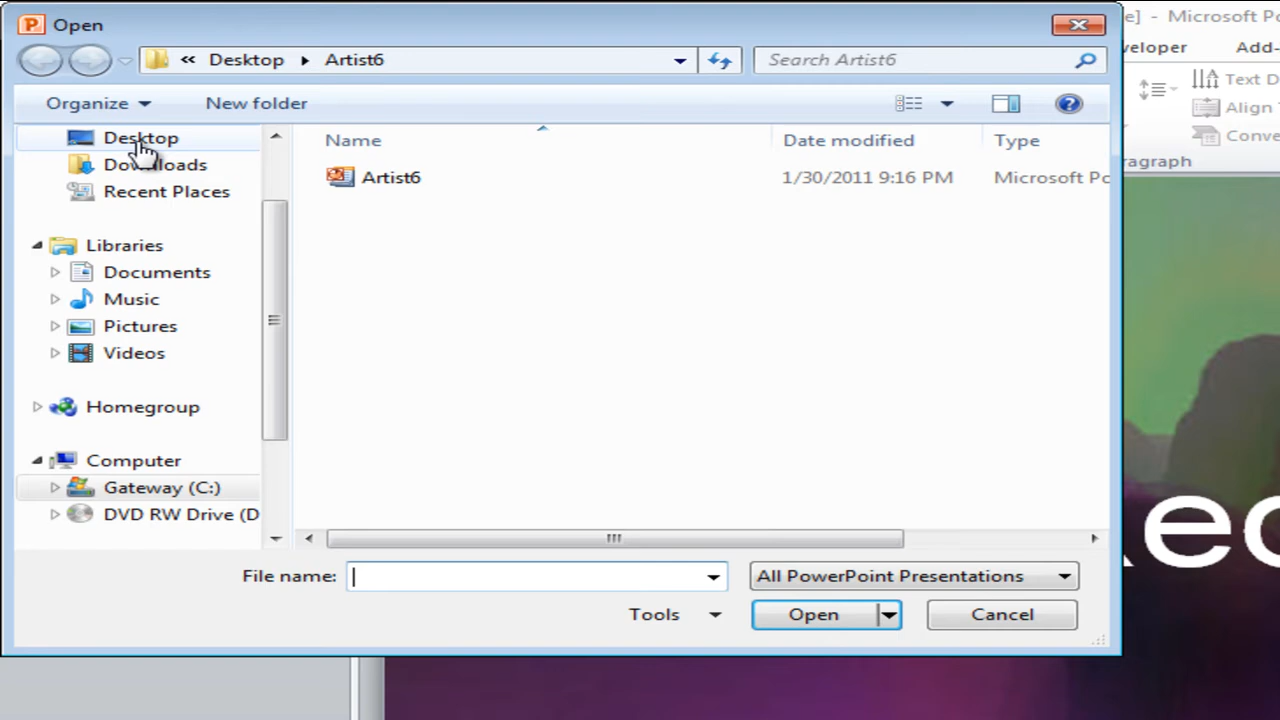 Open
e] - Microsoft Po
Desktop Artist6
Search Artist6
veloper Add-
Organize New folder
Text D
Align
Conve
ragraph
Name Date modified Type
Artist6 1/30/2011 9:16 PM Microsoft Po
Desktop
Downloads
Recent Places
Libraries
Documents
Music
Pictures
Videos
Homegroup
Computer
Gateway (C:)
DVD RW Drive (D
File name:
All PowerPoint Presentations
Tools Open Cancel